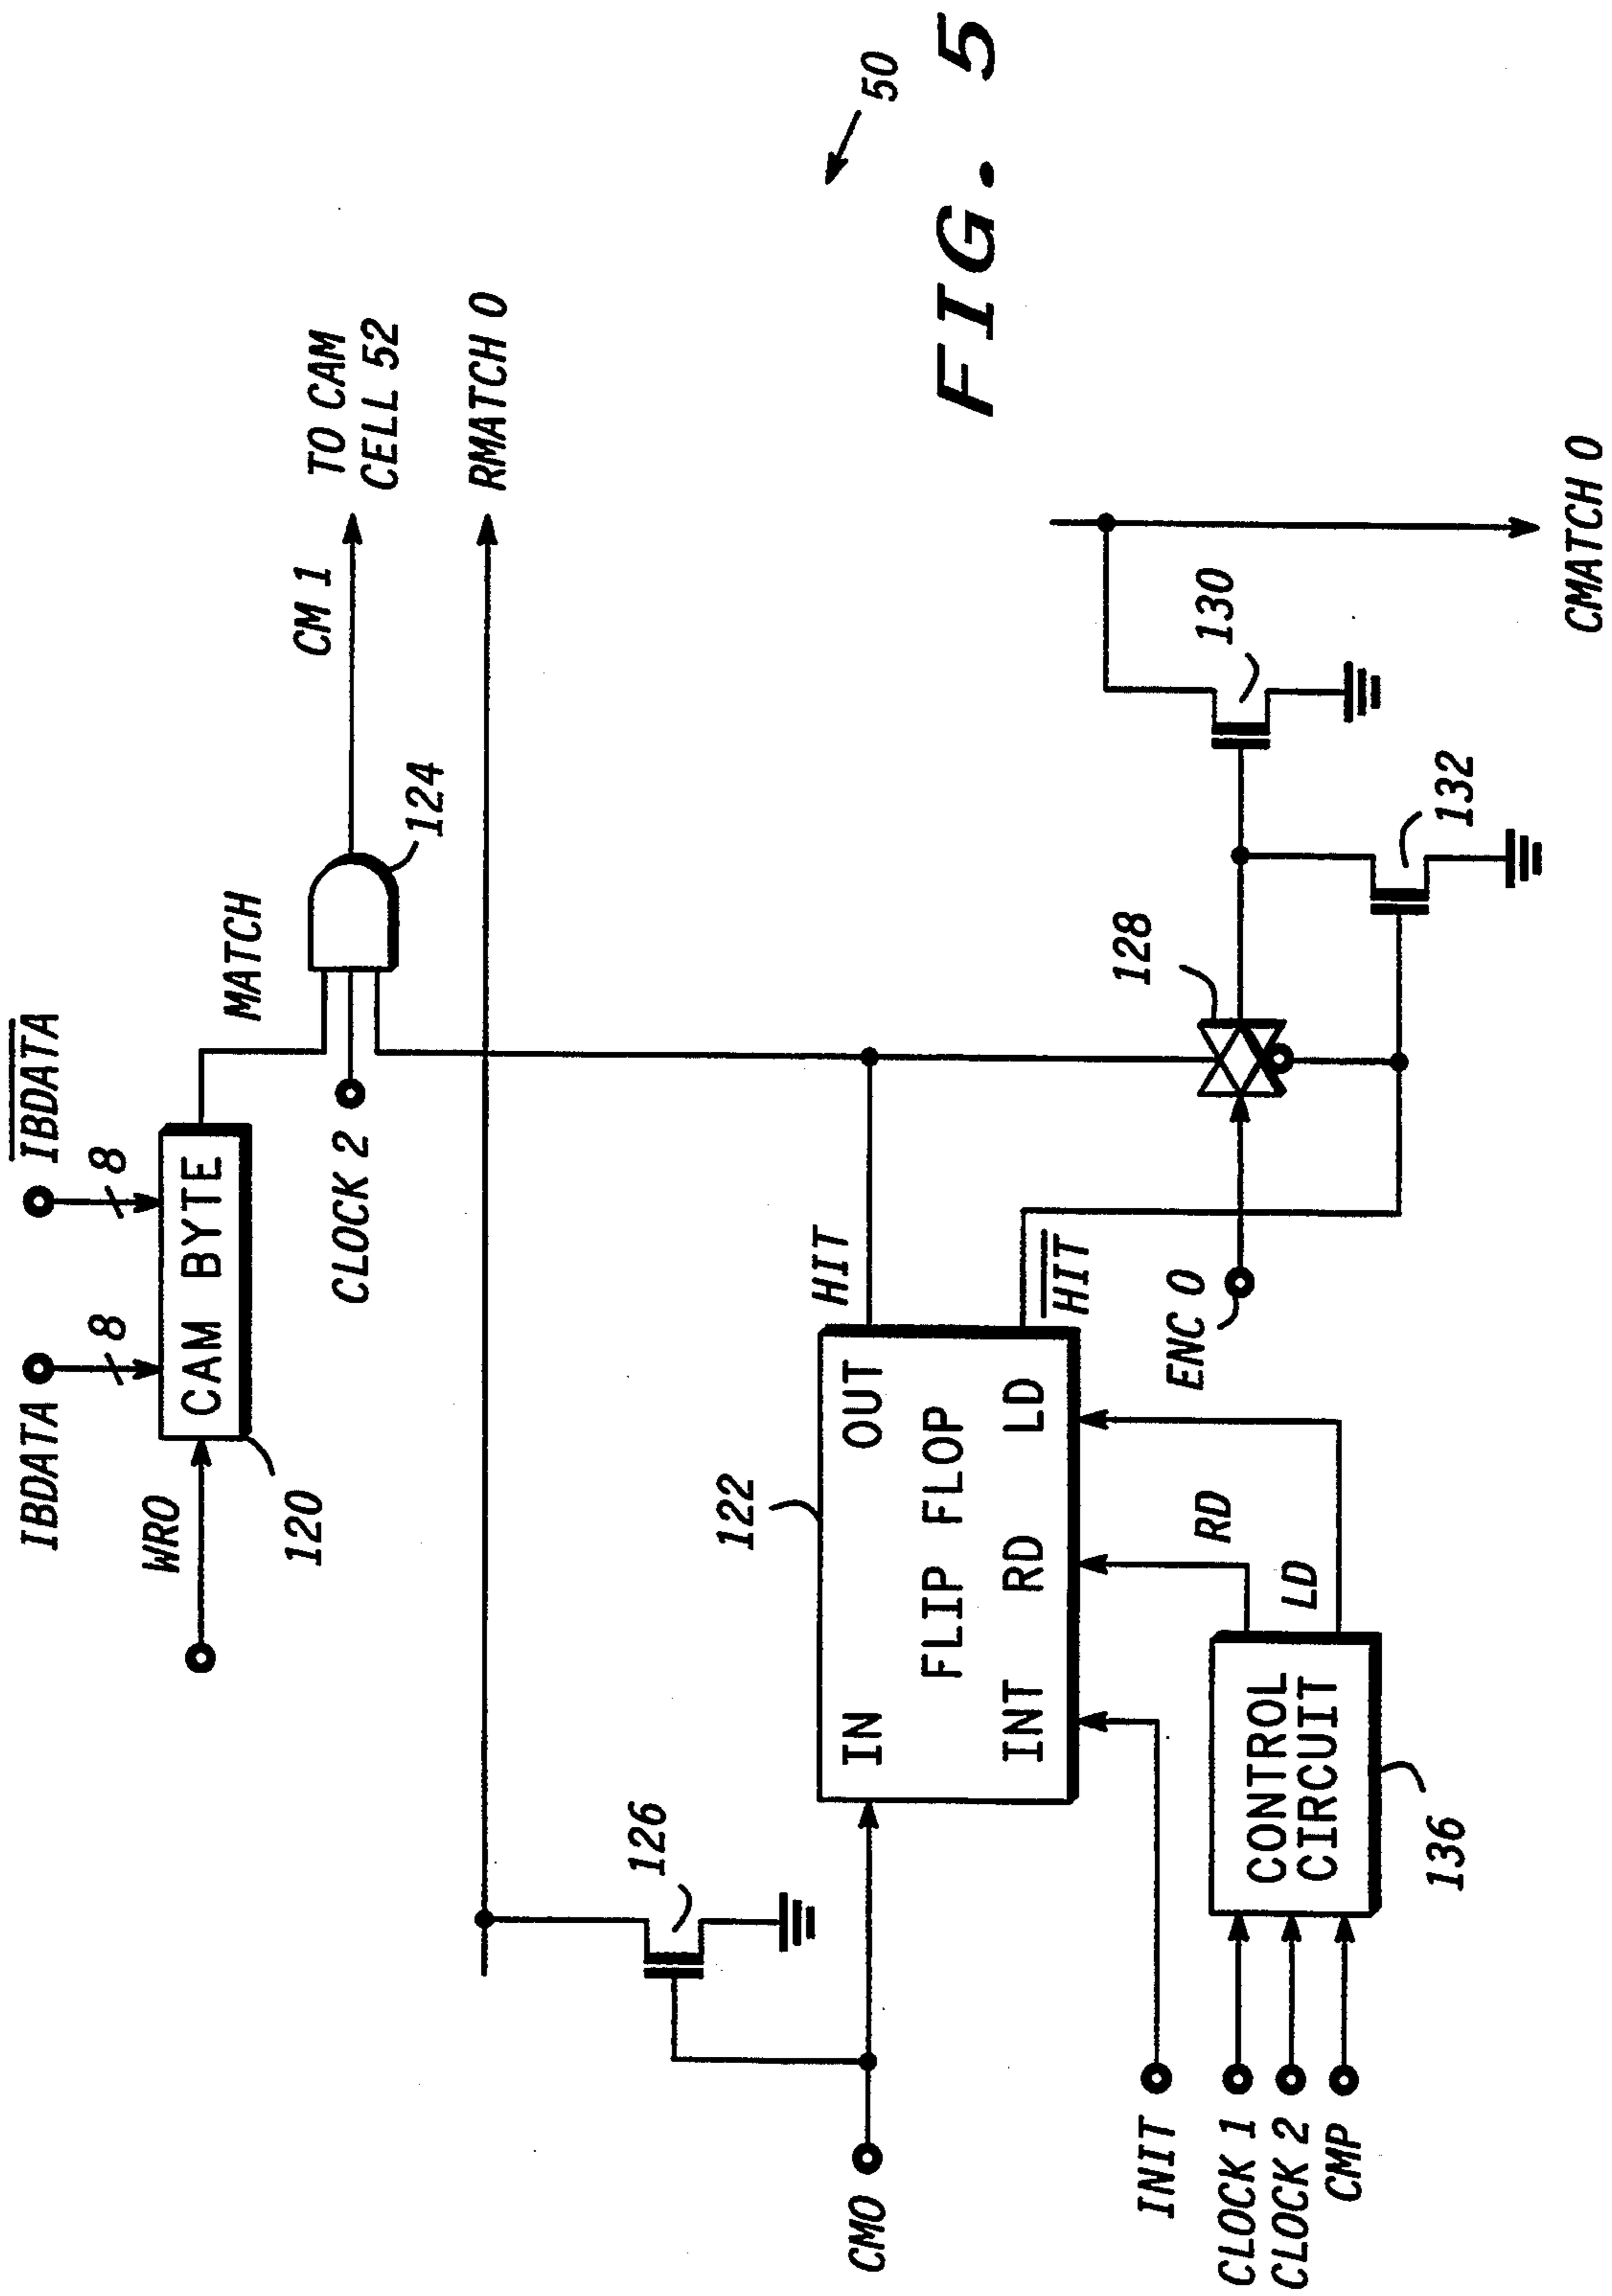 IBDATA
IBDATA
8
8
WRO
CAM BYTE
120
MATCH
CLOCK 2
124
CM 1
TO CAM
CELL 52
RMATCH 0
126
CMO
122
IN
OUT
FLIP FLOP
INT
RD
LD
HIT
HIT
INIT
CLOCK 1
CLOCK 2
CMP
CONTROL
CIRCUIT
136
RD
LD
ENC 0
128
130
132
CMATCH 0
50
FIG. 5